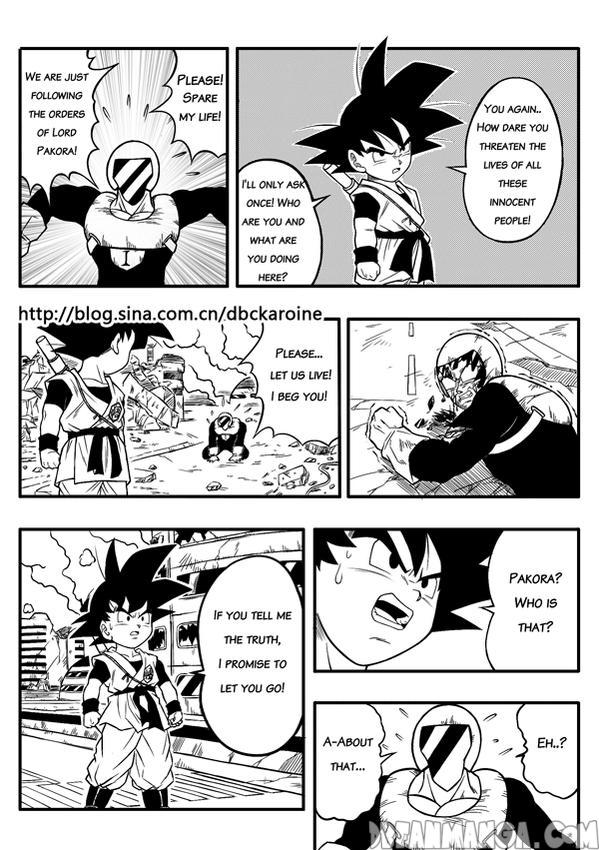 YOU AGAIN..
HOW DARE YOU
THREATEN THE
LIVES OF ALL
THESE
INNOCENT
PEOPLE!
I'LL ONLY ASK
ONCE! WHO
ARE YOU AND
WHAT ARE
YOU DOING
HERE?
PLEASE!
SPARE
MY LIFE!
WE ARE JUST
FOLLOWING
THE ORDERS
OF LORD
PAKORA!
http://blog.sina.com.cn/dbckaroine
PLEASE...
LET US LIVE!
I BEG YOU!
PAKORA?
WHO IS
THAT?
EH..?
A-ABOUT
THAT...
IF YOU TELL ME
THE TRUTH,
I PROMISE TO
LET YOU GO!